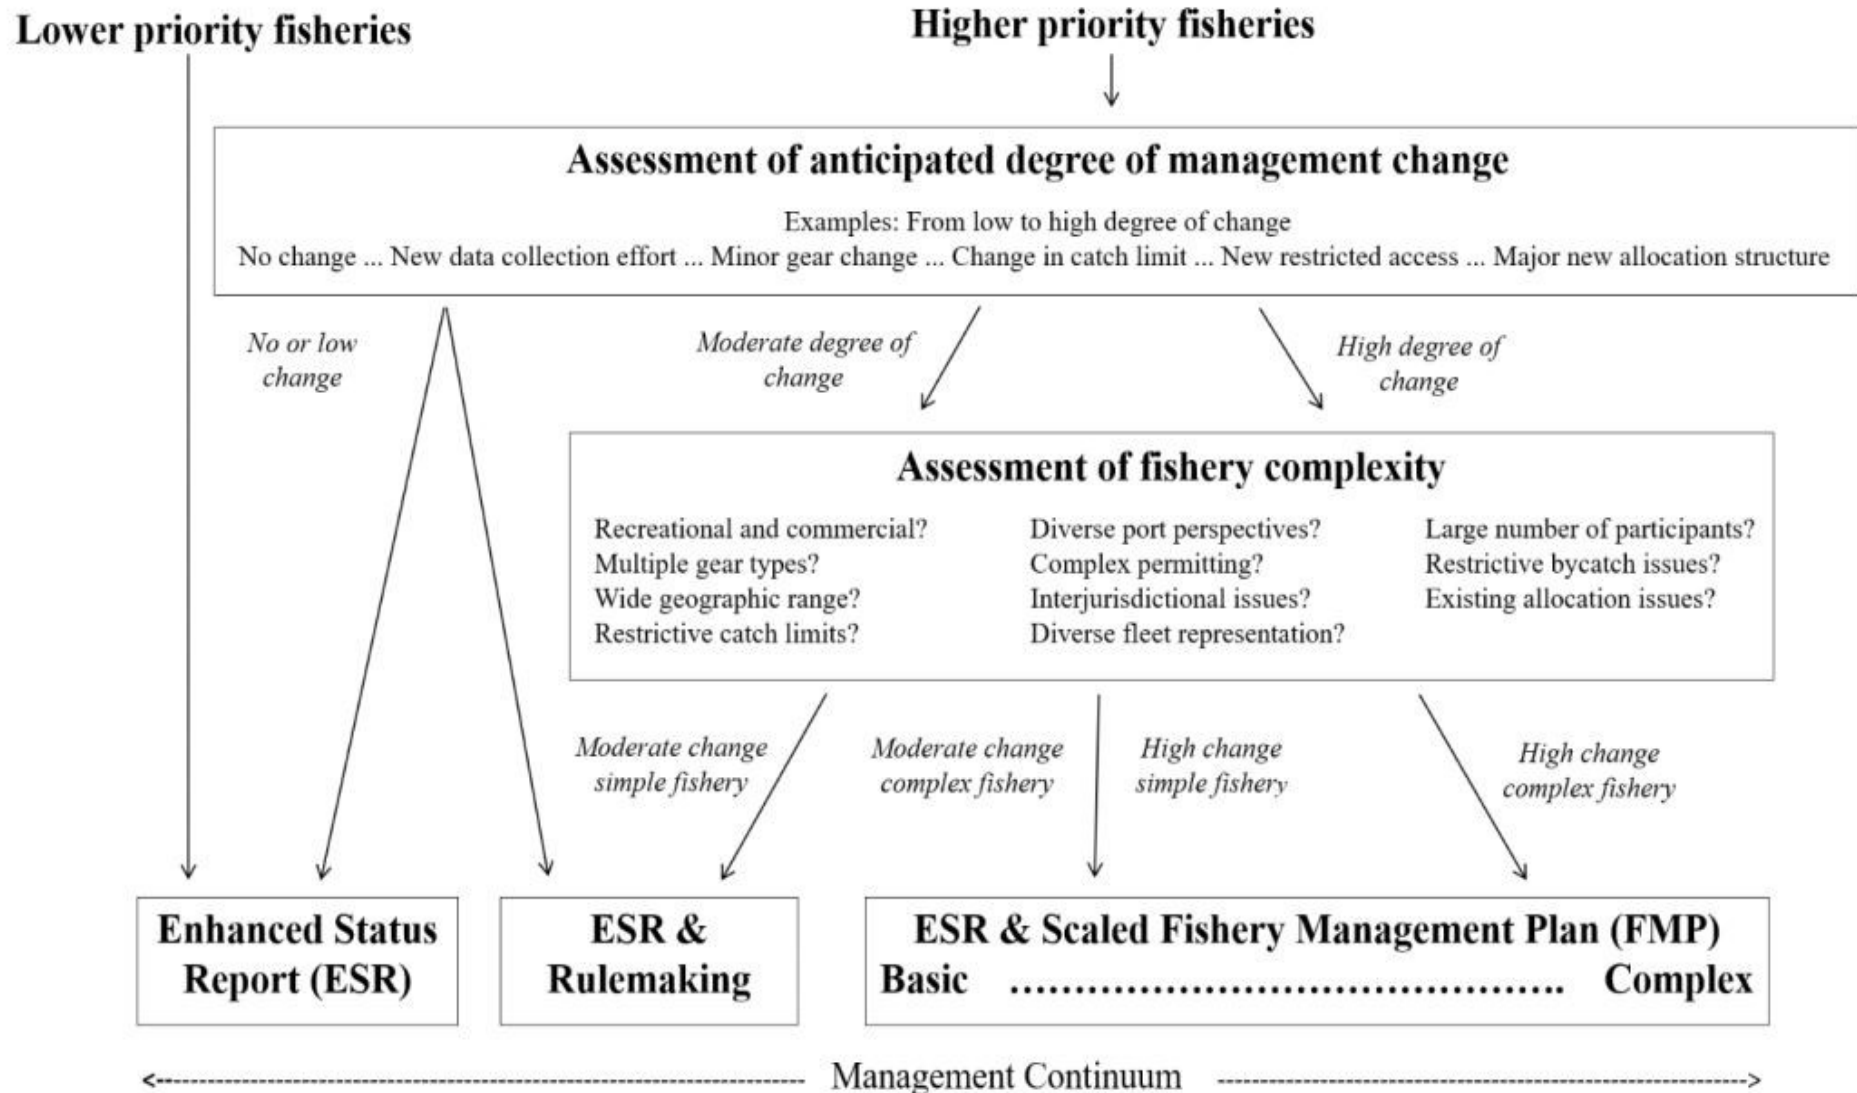 Lower priority fisheries
Higher priority fisheries
Assessment of anticipated degree of management change
Examples: From low to high degree of change
No change ... New data collection effort ... Minor gear change ... Change in catch limit ... New restricted access ... Major new allocation structure
No or low
change
Moderate degree of
change
High degree of
change
Assessment of fishery complexity
Recreational and commercial?
Multiple gear types?
Wide geographic range?
Restrictive catch limits?
Diverse port perspectives?
Complex permitting?
Interjurisdictional issues?
Diverse fleet representation?
Large number of participants?
Restrictive bycatch issues?
Existing allocation issues?
Moderate change
simple fishery
Moderate change
complex fishery
High change
simple fishery
High change
complex fishery
Enhanced Status
Report (ESR)
ESR &
Rulemaking
ESR & Scaled Fishery Management Plan (FMP)
Basic ............................................. Complex
Management Continuum